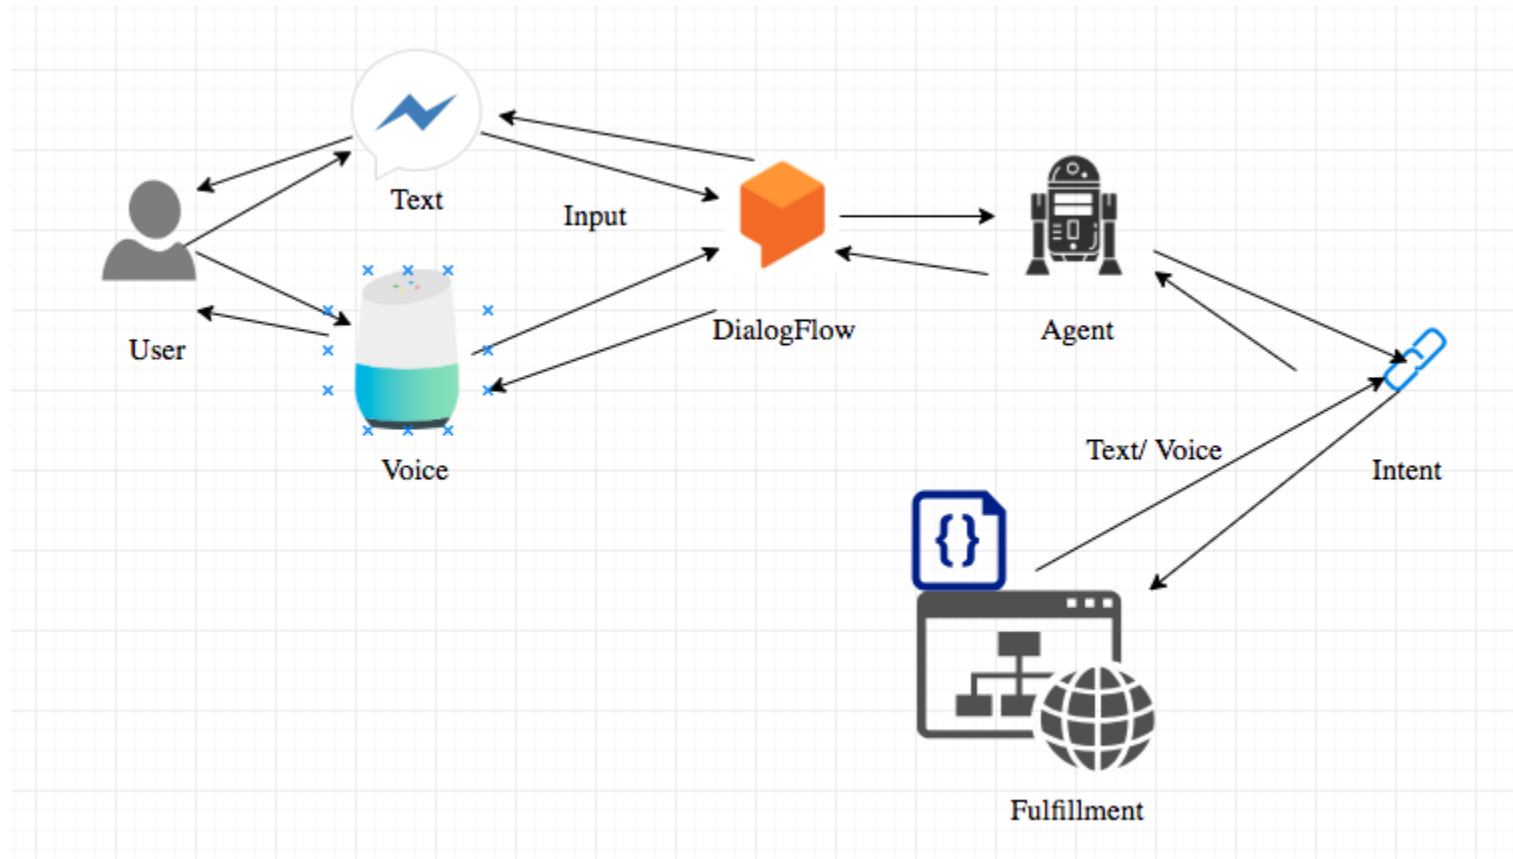 Text
Input
User
DialogFlow
Agent
Voice
Text/ Voice
Intent
{}
Fulfillment